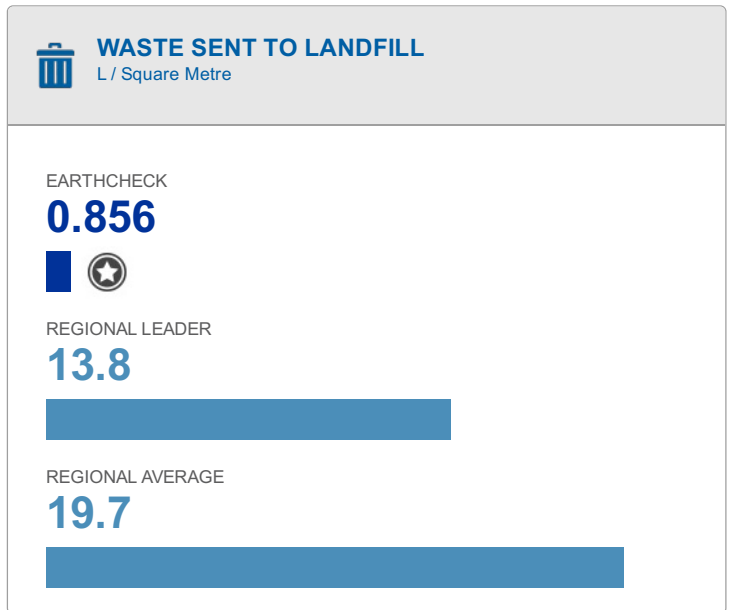 WASTE SENT TO LANDFILL
L / Square Metre
EARTHCHECK
0.856
REGIONAL LEADER
13.8
REGIONAL AVERAGE
19.7